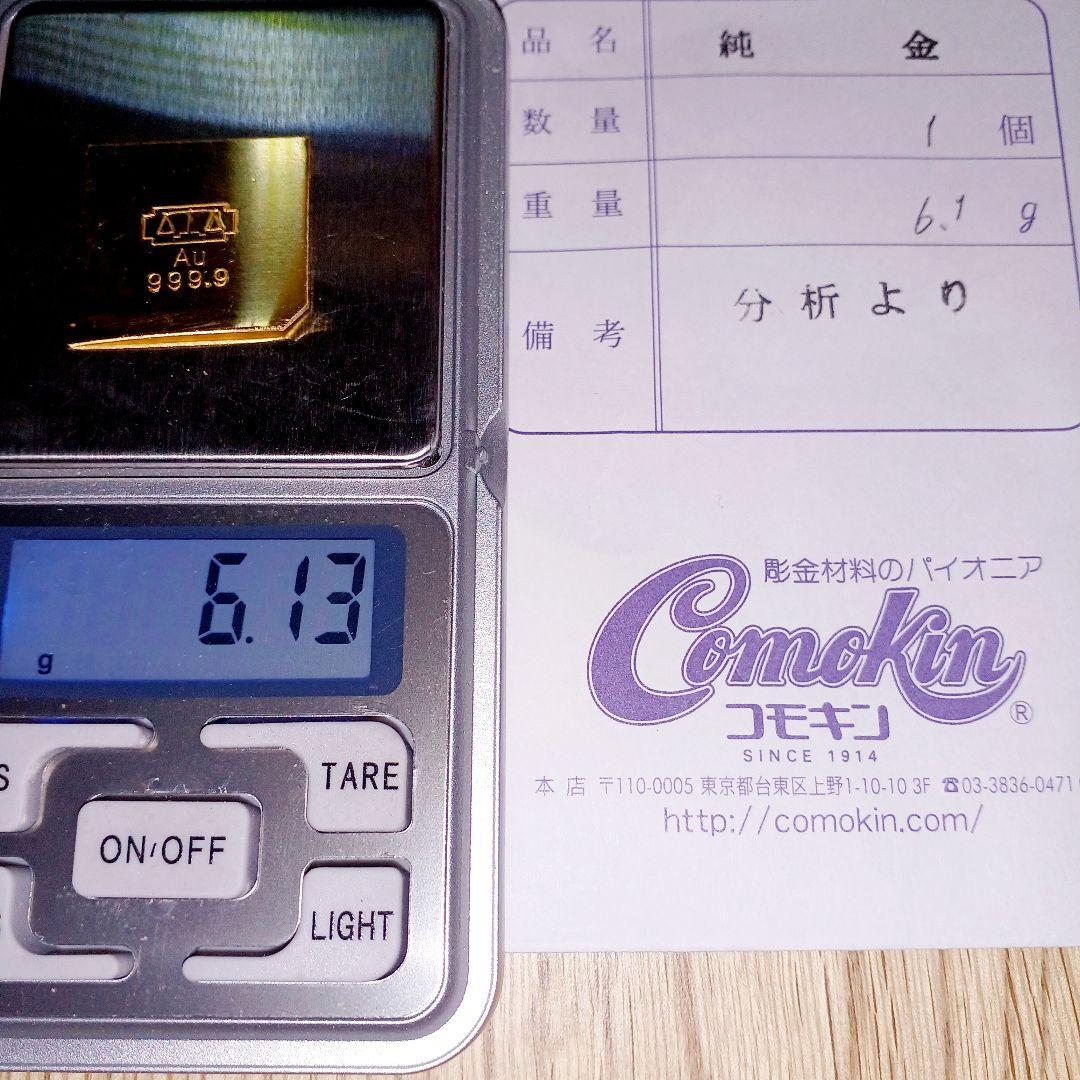 Au
999.9
6.13
g
S
TARE
ON/OFF
LIGHT
品名 純金
数量 1個
重量 6.1g
備考 分析より
彫金材料のパイオニア
Comokin
コモキン
®
SINCE 1914
本店 〒110-0005 東京都台東区上野1-10-10 3F ☎03-3836-0471
http://comokin.com/